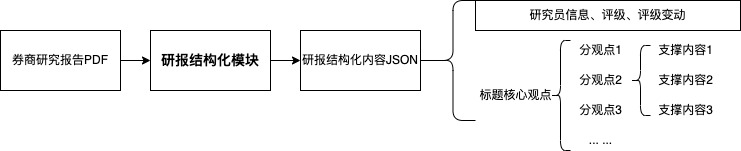 研究员信息、评级、评级变动
券商研究报告PDF
研报结构化模块
研报结构化内容JSON
标题核心观点
分观点1
分观点2
分观点3
... ...
支撑内容1
支撑内容2
支撑内容3